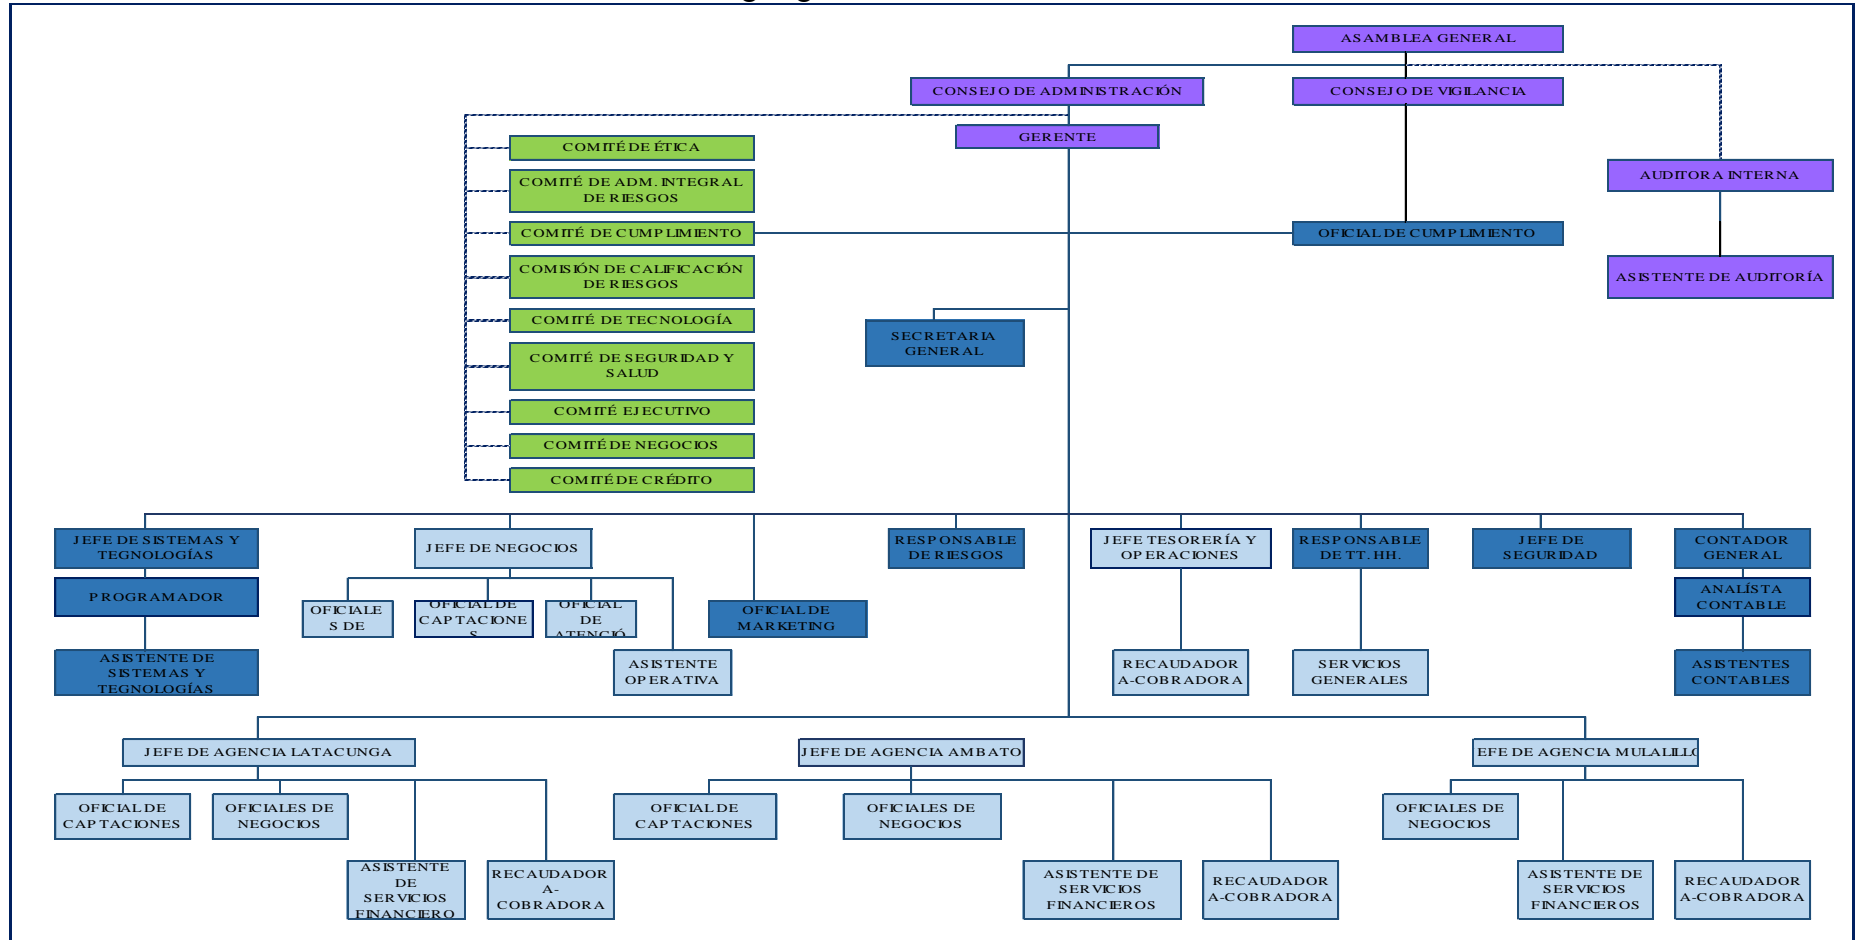 ASAMBLEA GENERAL
CONSEJO DE ADMINISTRACIÓN
CONSEJO DE VIGILANCIA
GERENTE
COMITÉ DE ÉTICA
COMITÉ DE ADM. INTEGRAL
DE RIESGOS
AUDITORA INTERNA
COMITÉ DE CUMPLIMIENTO
OFICIAL DE CUMPLIMIENTO
COMISIÓN DE CALIFICACIÓN
DE RIESGOS
ASISTENTE DE AUDITORÍA
COMITÉ DE TECNOLOGÍA
SECRETARIA
GENERAL
COMITÉ DE SEGURIDAD Y
SALUD
COMITÉ EJECUTIVO
COMITÉ DE NEGOCIOS
COMITÉ DE CRÉDITO
JEFE DE SISTEMAS Y
TEGNOLOGÍAS
JEFE DE NEGOCIOS
RESPONSABLE
DE RIESGOS
JEFE TESORERÍA Y
OPERACIONES
RESPONSABLE
DE TT. HH.
JEFE DE
SEGURIDAD
CONTADOR
GENERAL
PROGRAMADOR
OFICIALE
S DE
OFICIAL DE
CAPTACIONE
S
OFICIAL
DE
ATENCIÓ
OFICIAL DE
MARKETING
ANALÍSTA
CONTABLE
ASISTENTE DE
SISTEMAS Y
TEGNOLOGÍAS
ASISTENTE
OPERATIVA
RECAUDADOR
A-COBRADORA
SERVICIOS
GENERALES
ASISTENTES
CONTABLES
JEFE DE AGENCIA LATACUNGA
JEFE DE AGENCIA AMBATO
EFE DE AGENCIA MULALILLO
OFICIAL DE
CAPTACIONES
OFICIALES DE
NEGOCIOS
OFICIAL DE
CAPTACIONES
OFICIALES DE
NEGOCIOS
OFICIALES DE
NEGOCIOS
ASISTENTE
DE
SERVICIOS
FINANCIERO
RECAUDADOR
A-
COBRADORA
ASISTENTE DE
SERVICIOS
FINANCIEROS
RECAUDADOR
A-COBRADORA
ASISTENTE DE
SERVICIOS
FINANCIEROS
RECAUDADOR
A-COBRADORA